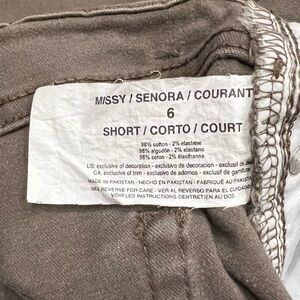 MISSY / SENORA / COURANT
6
SHORT / CORTO / COURT
98% cotton - 2% elastane
98% algodón - 2% elastano
98% coton - 2% élasthanne
US: exclusive of decoration - exclusivo de decoración - exclusif de
CA: exclusive of trim - exclusivo de adornos - exclusif de garniture
MADE IN PAKISTAN - HECHO EN PAKISTAN - FABRIQUÉ AU PAKISTAN
SEE REVERSE FOR CARE - VER AL REVERSO PARA EL CUIDADO
VOIR LES INSTRUCTIONS D'ENTRETIEN AU DOS.